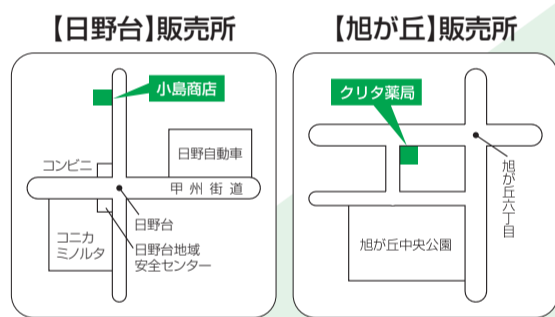 【日野台】販売所
小島商店
日野自動車
コンビニ
甲州街道
日野台
コニカ
ミノルタ
日野台地域
安全センター
【旭が丘】販売所
クリタ薬局
旭が丘六丁目
旭が丘中央公園